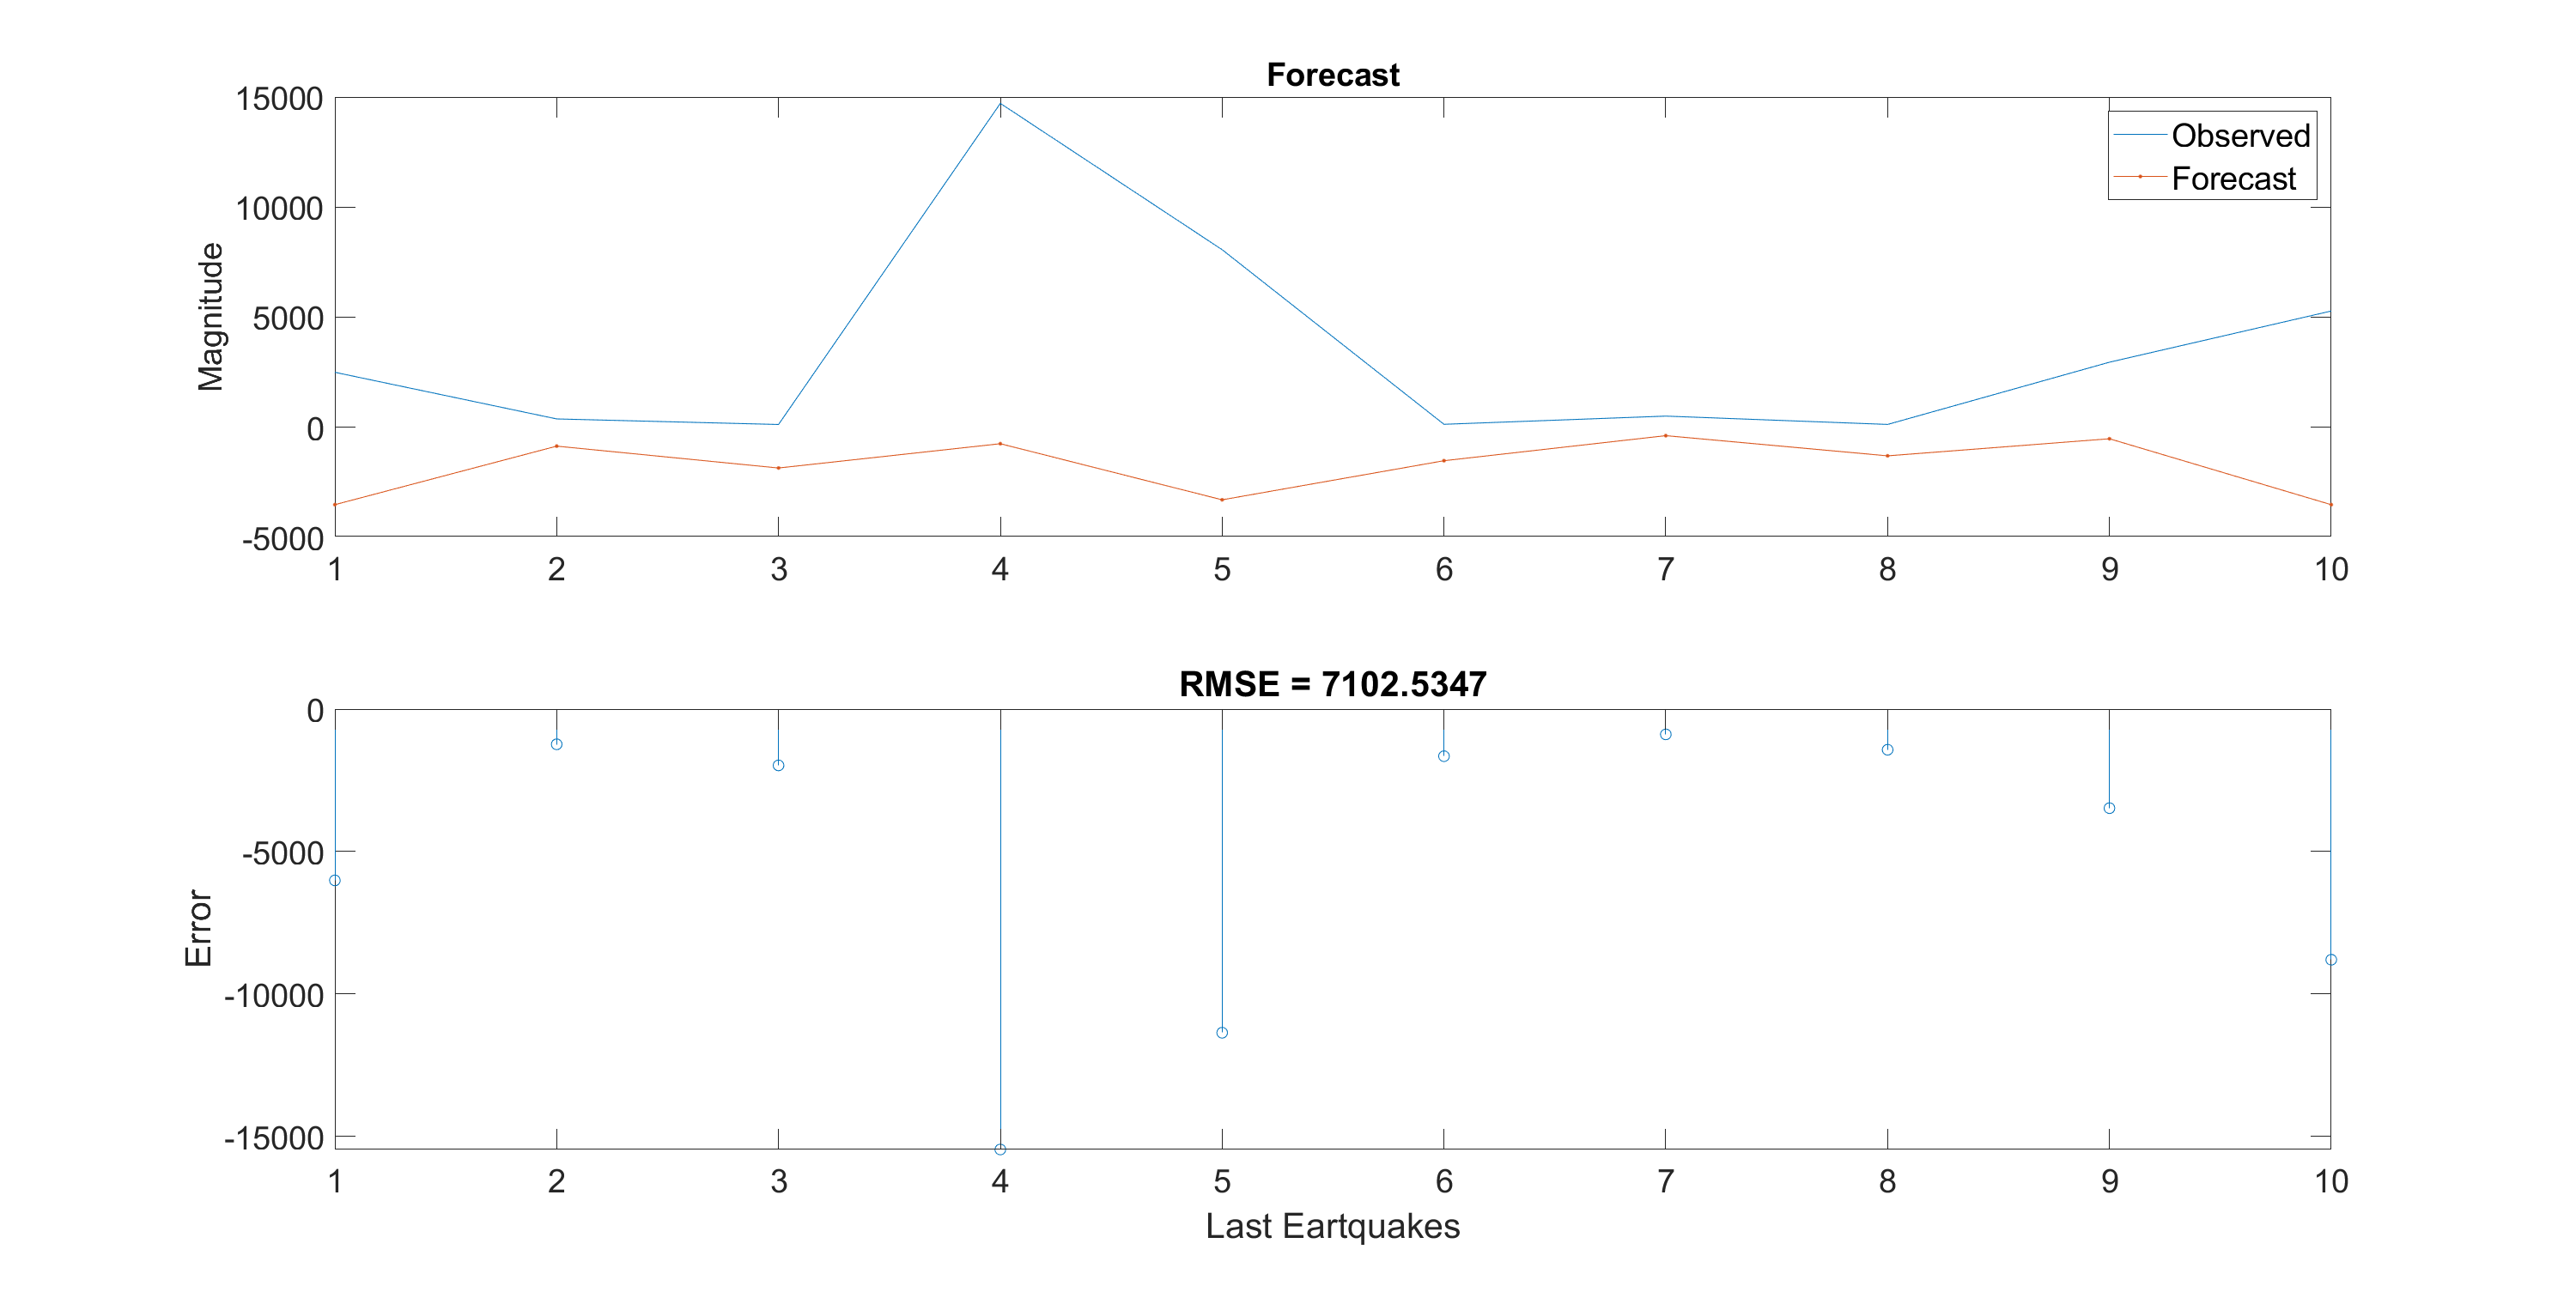 Forecast
15000
10000
5000
0
-5000
Magnitude
Observed
Forecast
1 2 3 4 5 6 7 8 9 10
RMSE = 7102.5347
0
-5000
-10000
-15000
Error
1 2 3 4 5 6 7 8 9 10
Last Eartquakes